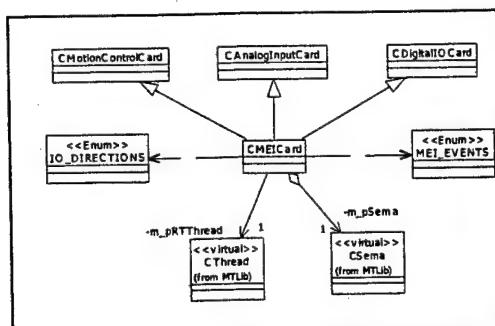 CMotionControlCard
CAnalogInputCard
CDigitalIOCard
<<Enum>>
IO_DIRECTIONS
CMEICard
<<Enum>>
MEI_EVENTS
-m_pRTThread
1
-m_pSema
1
<<virtual>>
CThread
(from MTLib)
<<virtual>>
CSema
(from MTLib)